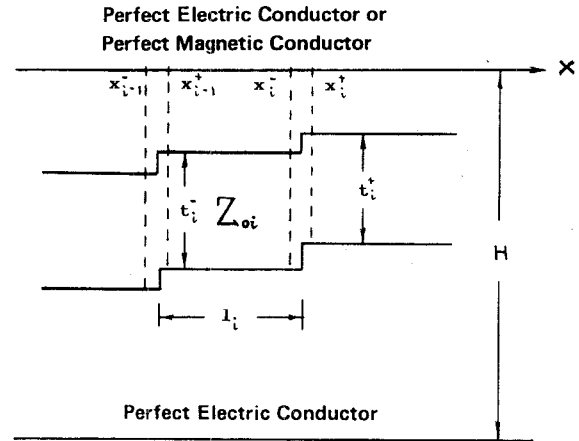 Perfect Electric Conductor or
Perfect Magnetic Conductor
x
x⁻ᵢ₋₁ x⁺ᵢ₋₁ x⁻ᵢ x⁺ᵢ
t⁻ᵢ Zₒᵢ t⁺ᵢ
H
lᵢ
Perfect Electric Conductor